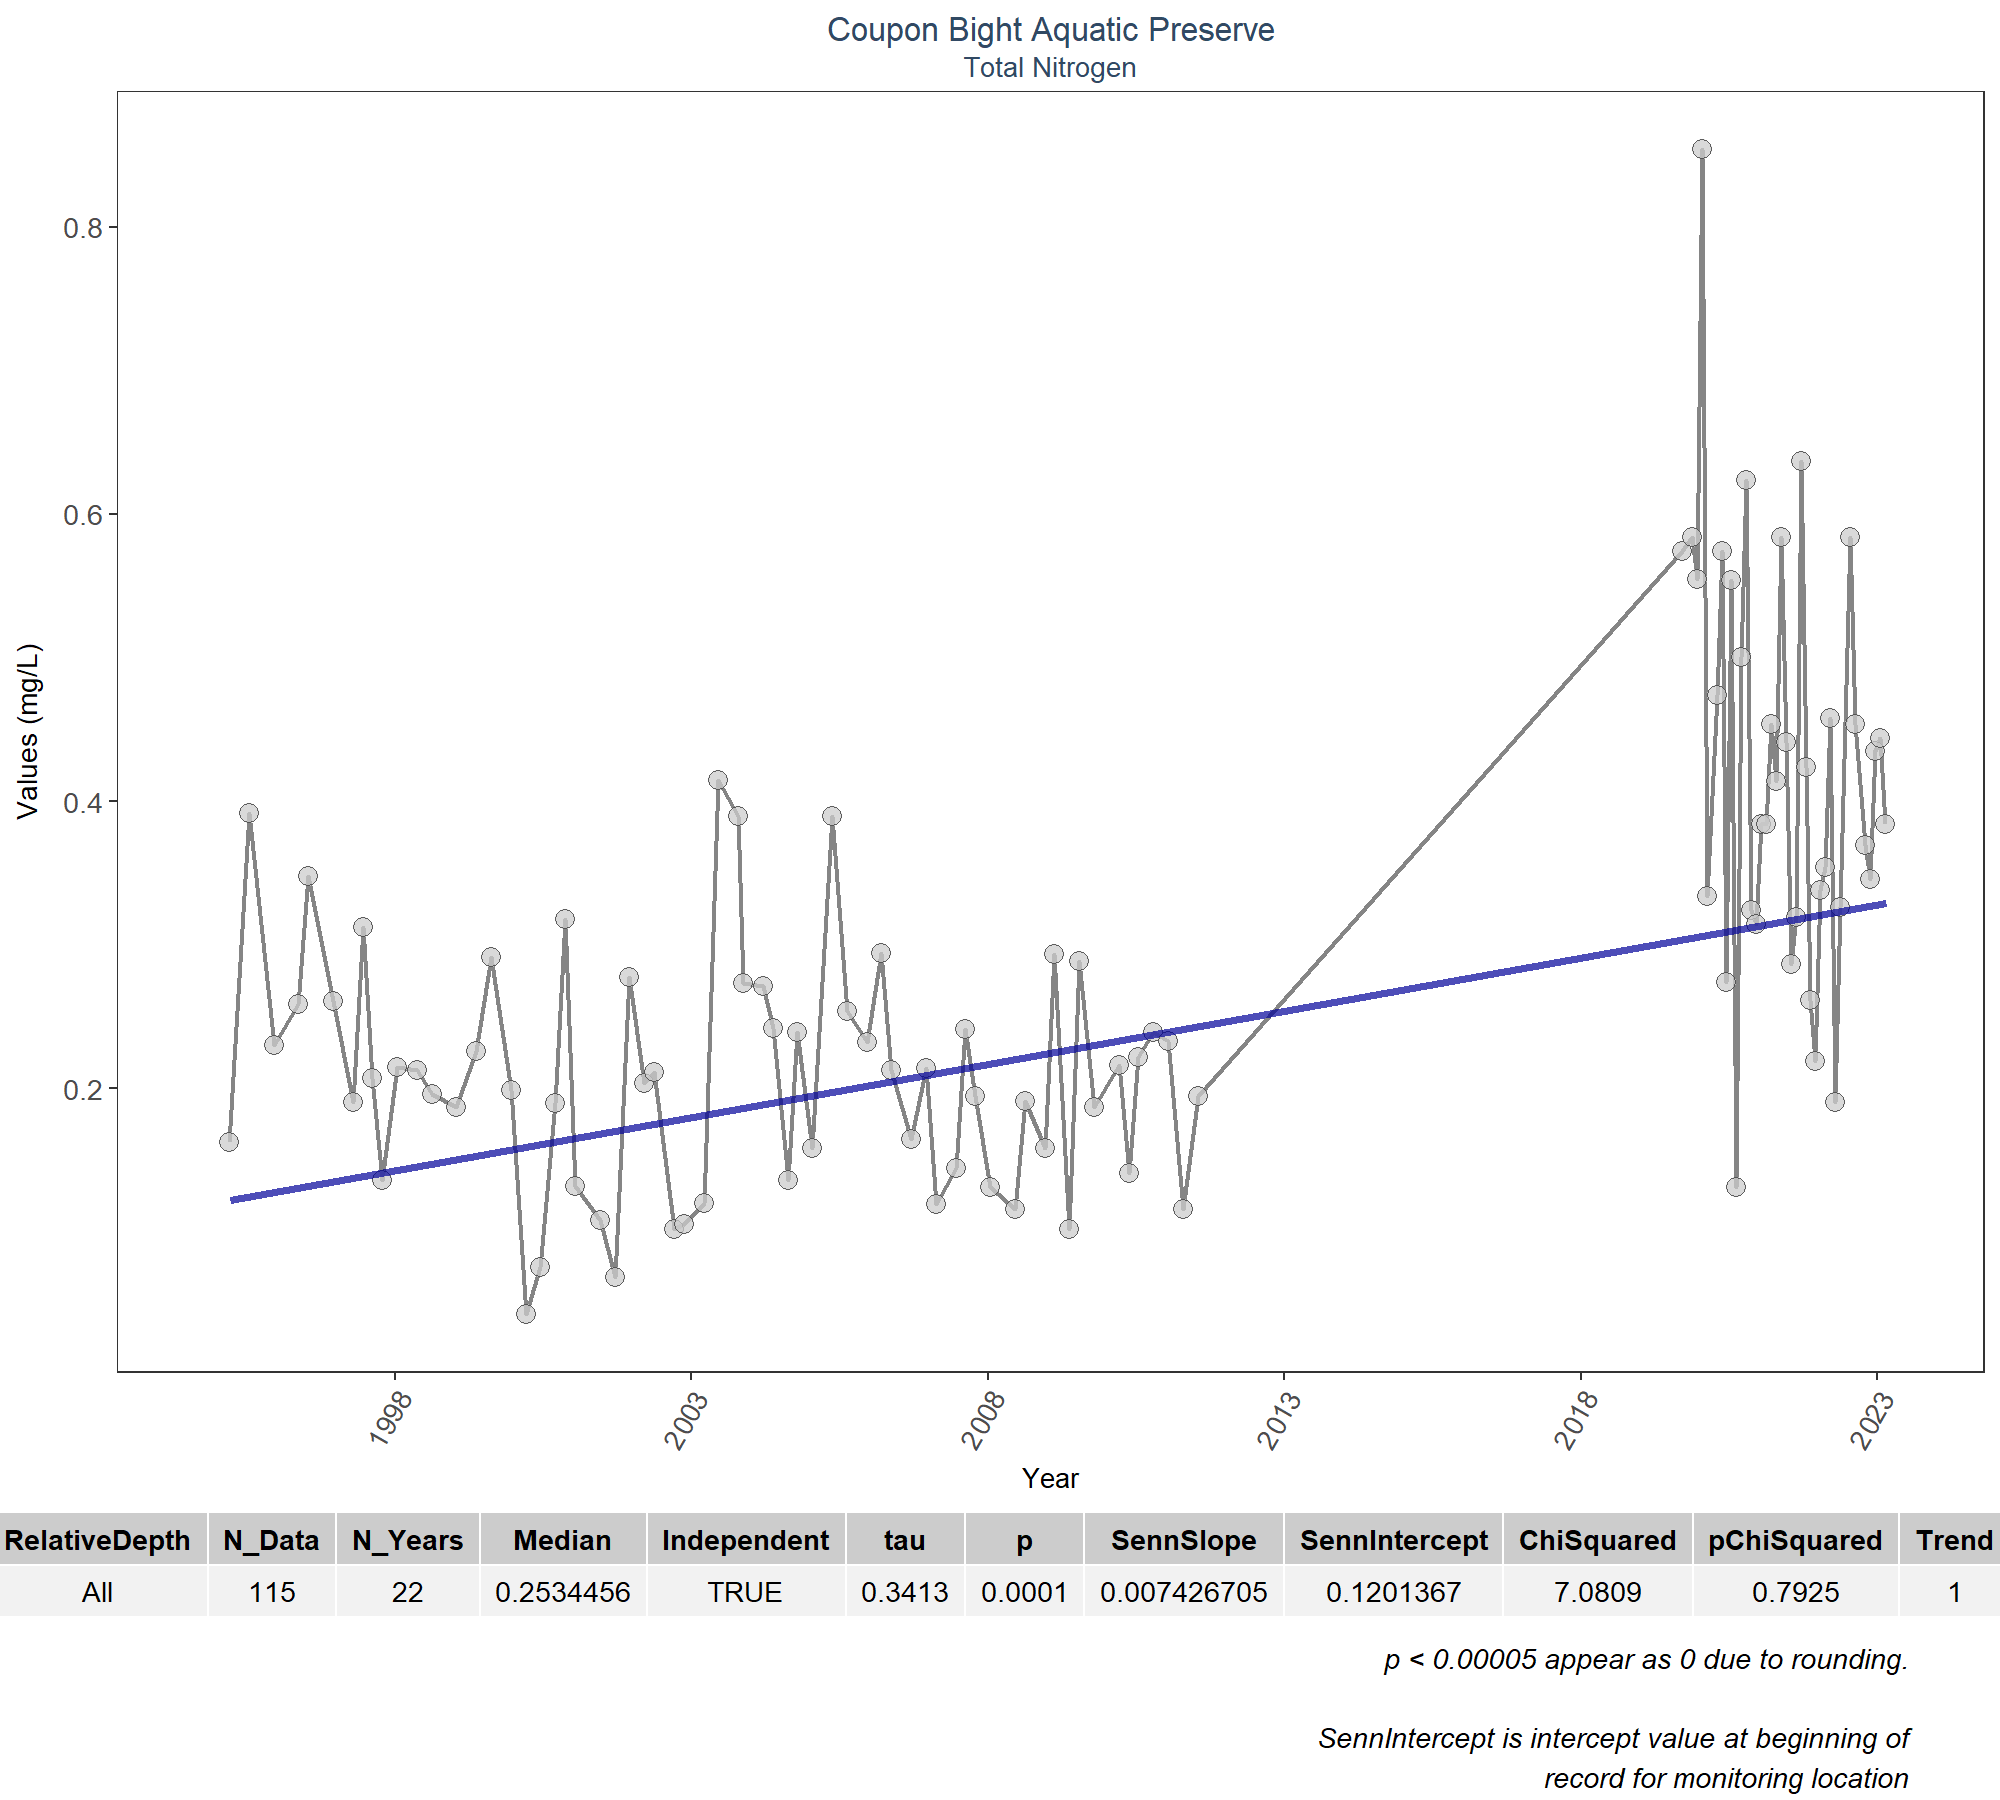 Coupon Bight Aquatic Preserve
Total Nitrogen
0.8
0.6
0.4
0.2
Values (mg/L)
1998
2003
2008
2013
2018
2023
Year
RelativeDepth N_Data N_Years Median Independent tau p SennSlope SennIntercept ChiSquared pChiSquared Trend
All 115 22 0.2534456 TRUE 0.3413 0.0001 0.007426705 0.1201367 7.0809 0.7925 1
p < 0.00005 appear as 0 due to rounding.
SennIntercept is intercept value at beginning of
record for monitoring location